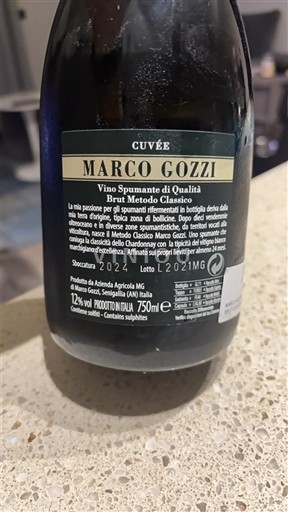 CUVÉE
MARCO GOZZI
Vino Spumante di Qualità
Brut Metodo Classico
La mia passione per gli spumanti rifermentati in bottiglia deriva dalla
mia terra d'origine, tipica zona di bollicine. Dopo dieci vendemmie
oltreoceano e in diverse zone spumantistiche, da territori vocati alla
viticoltura, nasce il Metodo Classico Marco Gozzi. Uno spumante che
coniuga la classicità dello Chardonnay con la tipicità del vitigno bianco
marchigiano d'eccellenza. Affinato sui propri lieviti per almeno 24 mesi.
Sboccatura 2024 Lotto L2021MG
Prodotto da Azienda Agricola MG
di Marco Gozzi, Senigallia (AN) Italia
12% vol PRODOTTO IN ITALIA 750ml e
Contiene solfiti - Contains sulphites